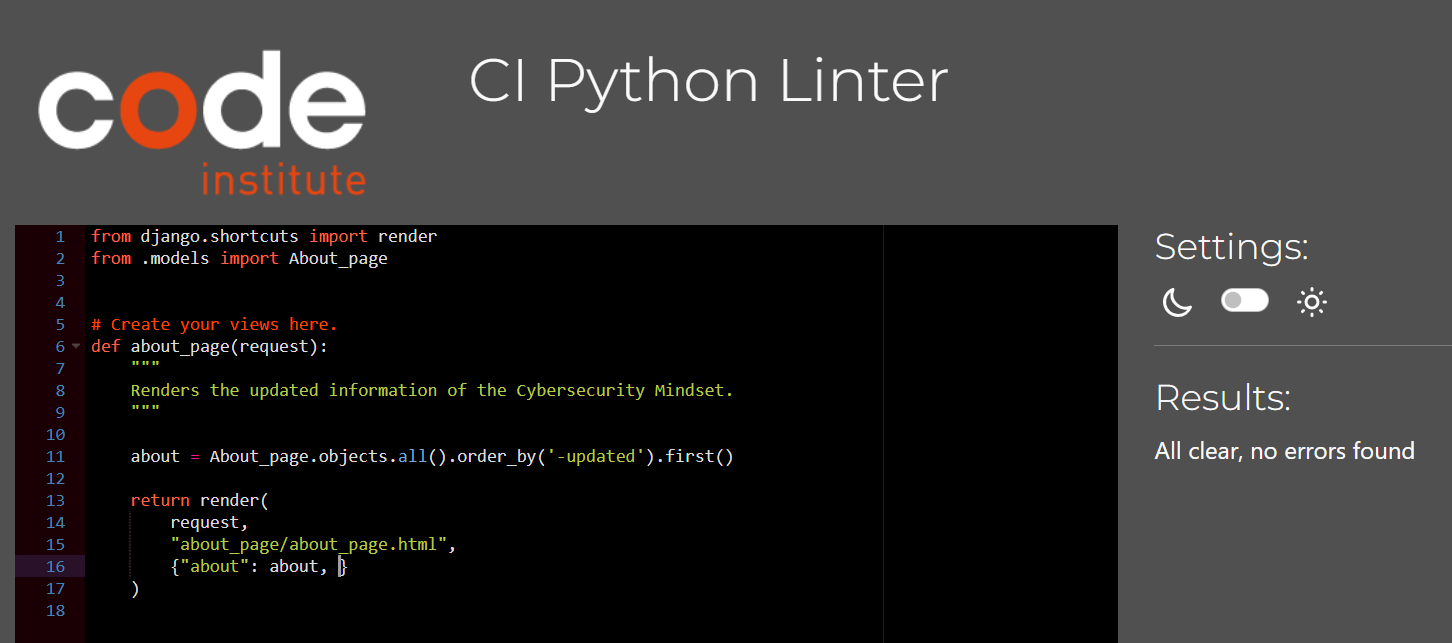 code
institute
CI Python Linter
1 from django.shortcuts import render
2 from .models import About_page
3
4
5 # Create your views here.
6 def about_page(request):
7     """
8     Renders the updated information of the Cybersecurity Mindset.
9     """
10
11     about = About_page.objects.all().order_by('-updated').first()
12
13     return render(
14         request,
15         "about_page/about_page.html",
16         {"about": about, }
17     )
18
Settings:
Results:
All clear, no errors found